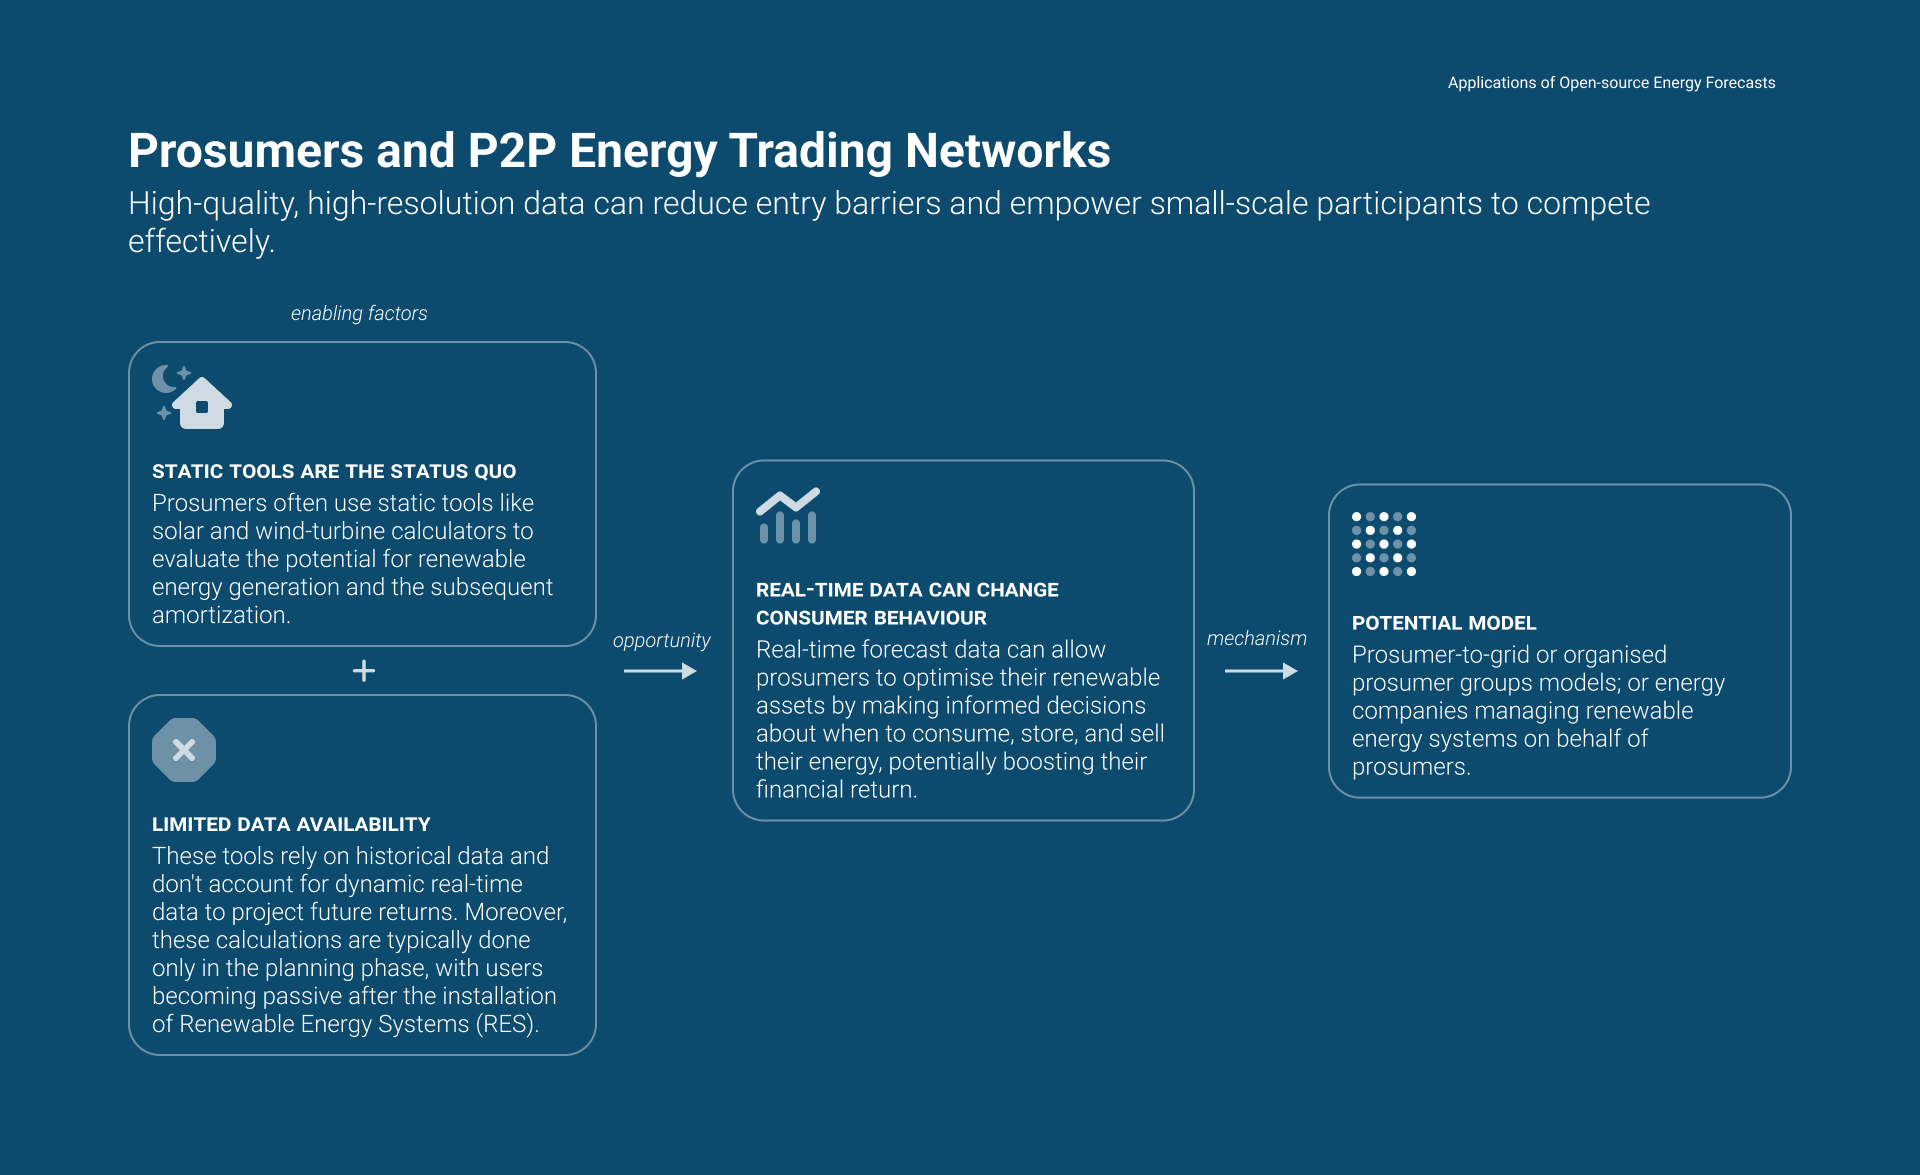 Applications of Open-source Energy Forecasts
Prosumers and P2P Energy Trading Networks
High-quality, high-resolution data can reduce entry barriers and empower small-scale participants to compete
effectively.
enabling factors
STATIC TOOLS ARE THE STATUS QUO
Prosumers often use static tools like
solar and wind-turbine calculators to
evaluate the potential for renewable
energy generation and the subsequent
amortization.
+
LIMITED DATA AVAILABILITY
These tools rely on historical data and
don't account for dynamic real-time
data to project future returns. Moreover,
these calculations are typically done
only in the planning phase, with users
becoming passive after the installation
of Renewable Energy Systems (RES).
opportunity
REAL-TIME DATA CAN CHANGE
CONSUMER BEHAVIOUR
Real-time forecast data can allow
prosumers to optimise their renewable
assets by making informed decisions
about when to consume, store, and sell
their energy, potentially boosting their
financial return.
mechanism
POTENTIAL MODEL
Prosumer-to-grid or organised
prosumer groups models; or energy
companies managing renewable
energy systems on behalf of
prosumers.